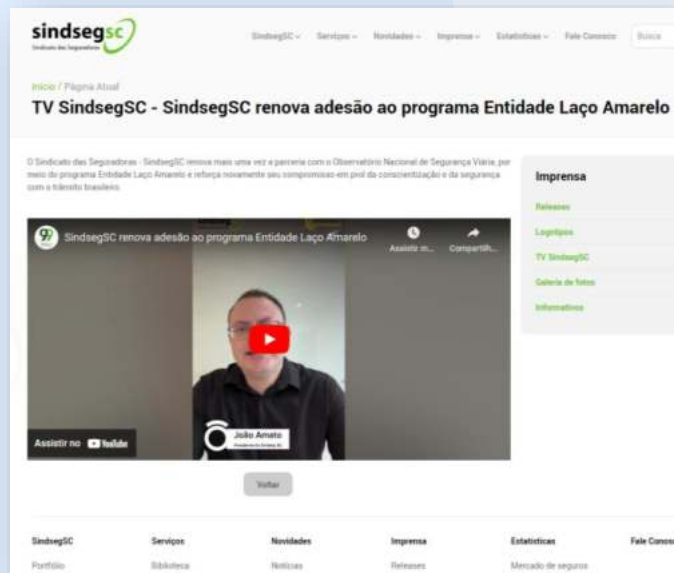 sindsegsc
Sindicato das Seguradoras
SindsegSC Serviços Novidades Imprensa Estatísticas Fale Conosco Busca
Início / Página Atual
TV SindsegSC - SindsegSC renova adesão ao programa Entidade Laço Amarelo
O Sindicato das Seguradoras - SindsegSC renova mais uma vez a parceria com o Observatório Nacional de Segurança Viária, por
meio do programa Entidade Laço Amarelo e reforça novamente seu compromisso em prol da conscientização e da segurança
com o trânsito brasileiro.
Imprensa
Releases
Logotipos
TV SindsegSC
Galeria de fotos
Informativos
SindsegSC renova adesão ao programa Entidade Laço Amarelo
Assistir m... Compartilh...
João Amato
Presidente do Sindseg SC
Assistir no YouTube
Voltar
SindsegSC Serviços Novidades Imprensa Estatísticas Fale Conos
Portfólio Biblioteca Notícias Releases Mercado de seguros